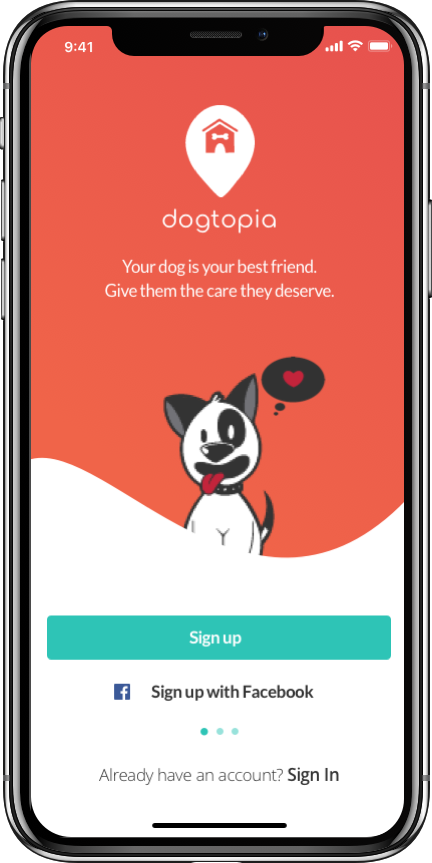 9:41
dogtopia
Your dog is your best friend.
Give them the care they deserve.
Sign up
Sign up with Facebook
Already have an account? Sign In